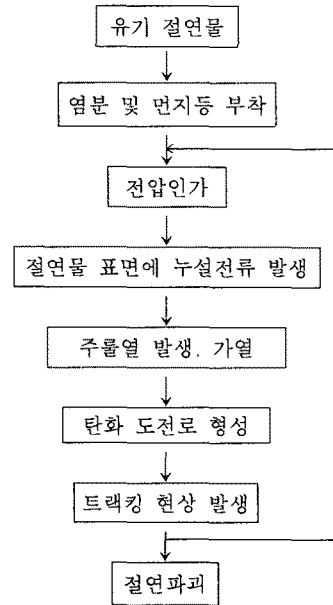 유기 절연물
염분 및 먼지등 부착
전압인가
절연물 표면에 누설전류 발생
주룰열 발생. 가열
탄화 도전로 형성
트랙킹 현상 발생
절연파괴